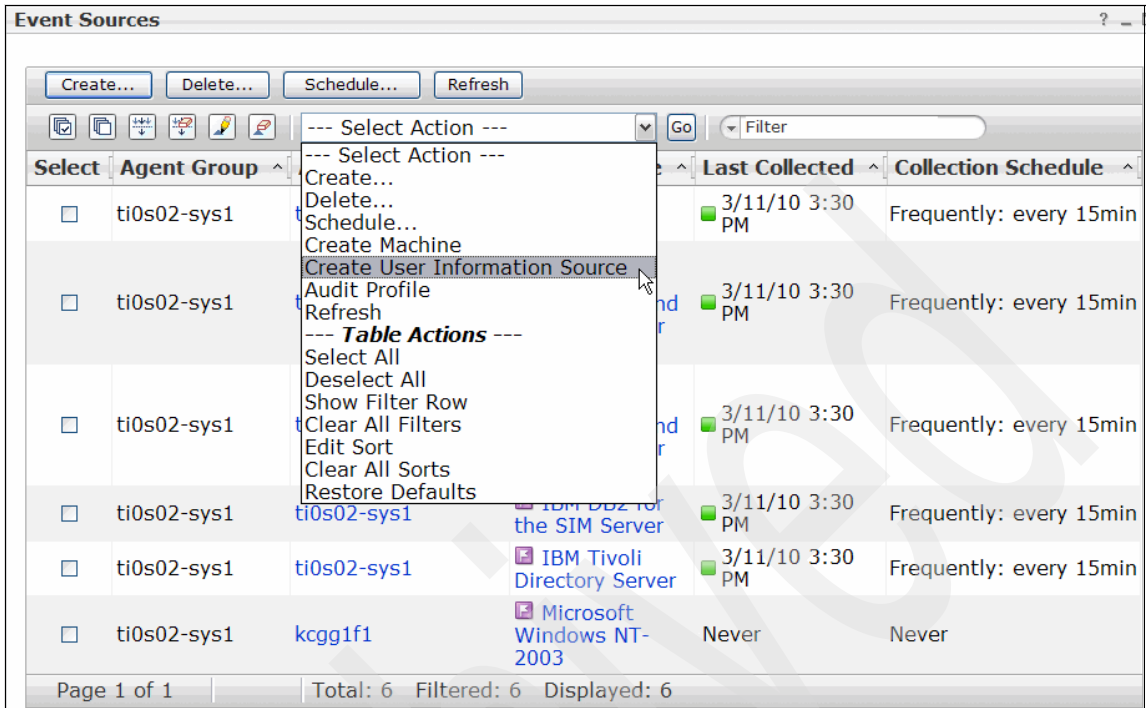 Event Sources ? _
Create... Delete... Schedule... Refresh
--- Select Action --- Go Filter
Select Agent Group Last Collected Collection Schedule
--- Select Action ---
Create...
Delete...
Schedule...
Create Machine
Create User Information Source
Audit Profile
Refresh
--- Table Actions ---
Select All
Deselect All
Show Filter Row
Clear All Filters
Edit Sort
Clear All Sorts
Restore Defaults
ti0s02-sys1 3/11/10 3:30 PM Frequently: every 15min
ti0s02-sys1 3/11/10 3:30 PM Frequently: every 15min
ti0s02-sys1 3/11/10 3:30 PM Frequently: every 15min
ti0s02-sys1 ti0s02-sys1 IBM DB2 for the SIM Server 3/11/10 3:30 PM Frequently: every 15min
ti0s02-sys1 ti0s02-sys1 IBM Tivoli Directory Server 3/11/10 3:30 PM Frequently: every 15min
ti0s02-sys1 kcgg1f1 Microsoft Windows NT-2003 Never Never
Page 1 of 1 Total: 6 Filtered: 6 Displayed: 6